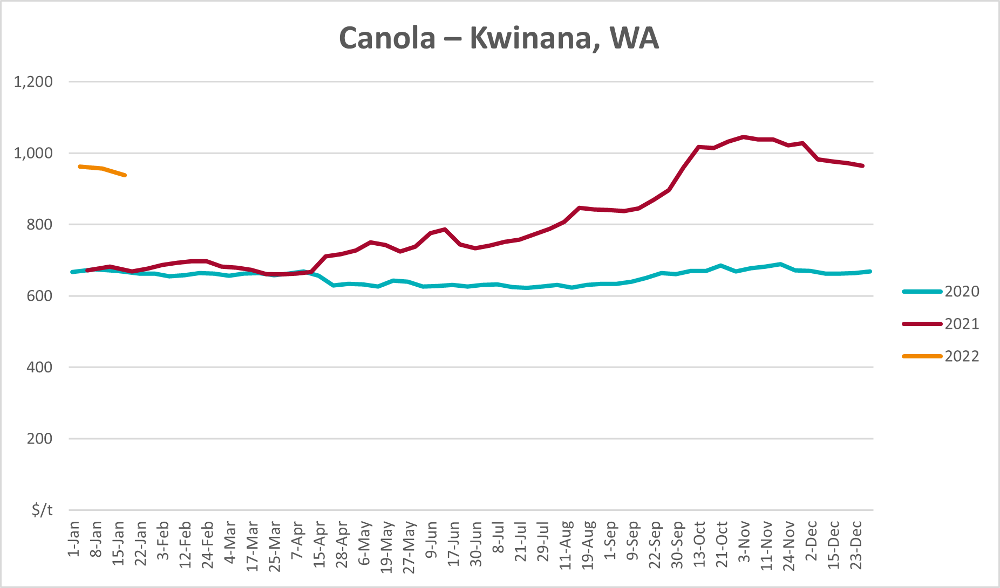 Canola – Kwinana, WA
1,200
1,000
800
600
400
200
$/t
1-Jan
8-Jan
15-Jan
22-Jan
3-Feb
12-Feb
24-Feb
4-Mar
17-Mar
25-Mar
7-Apr
15-Apr
28-Apr
6-May
19-May
27-May
9-Jun
17-Jun
30-Jun
8-Jul
21-Jul
29-Jul
11-Aug
19-Aug
1-Sep
9-Sep
22-Sep
30-Sep
13-Oct
21-Oct
3-Nov
11-Nov
24-Nov
2-Dec
15-Dec
23-Dec
2020
2021
2022